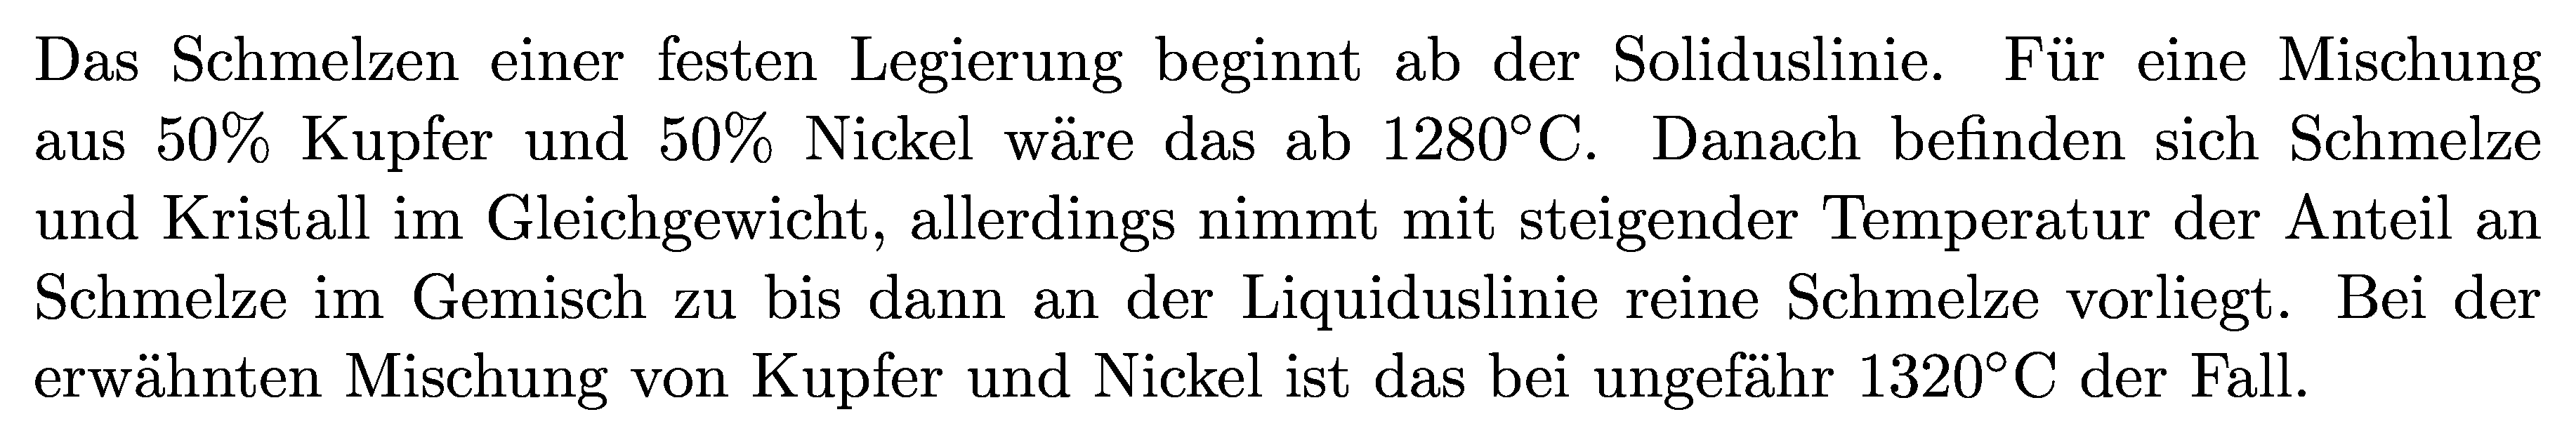 Das Schmelzen einer festen Legierung beginnt ab der Soliduslinie. Für eine Mischung
aus 50% Kupfer und 50% Nickel wäre das ab 1280°C. Danach befinden sich Schmelze
und Kristall im Gleichgewicht, allerdings nimmt mit steigender Temperatur der Anteil an
Schmelze im Gemisch zu bis dann an der Liquiduslinie reine Schmelze vorliegt. Bei der
erwähnten Mischung von Kupfer und Nickel ist das bei ungefähr 1320°C der Fall.